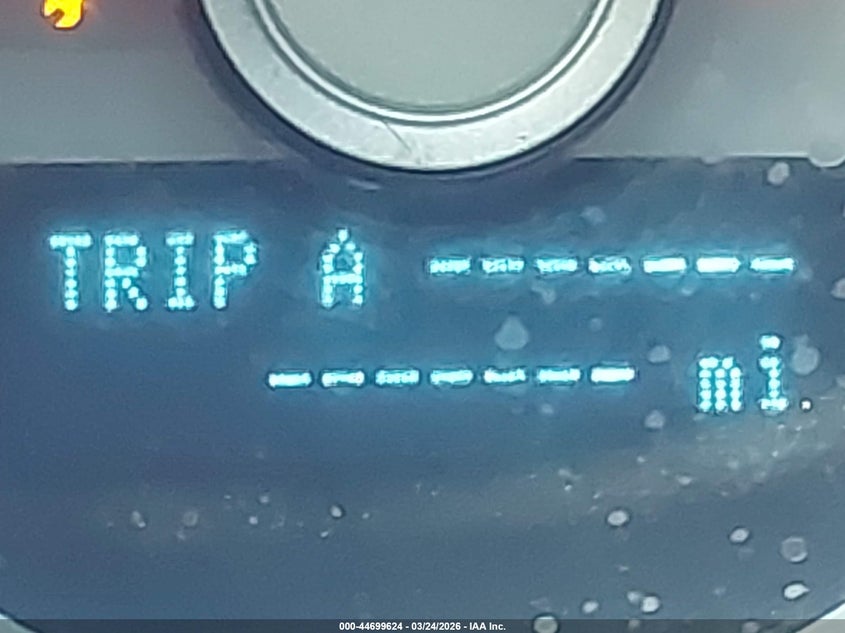 TRIP A -------
------- mi.
000-44699624 - 03/24/2026 - IAA Inc.